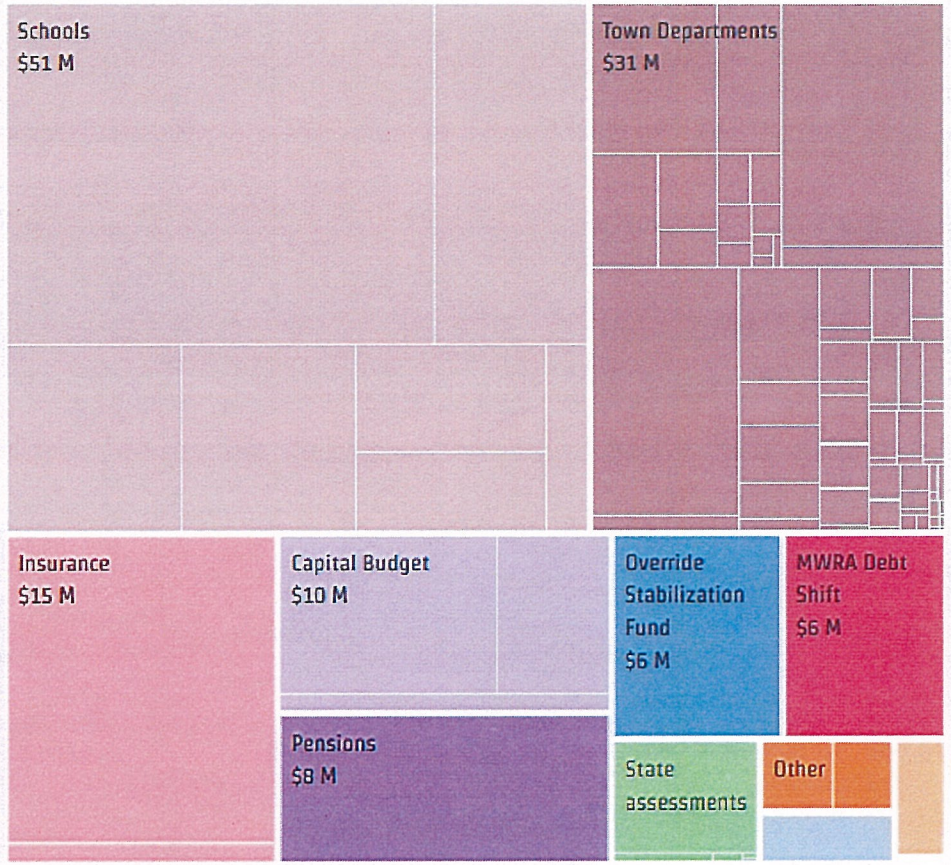 Schools
$51 M
Town Departments
$31 M
Insurance
$15 M
Capital Budget
$10 M
Override
Stabilization
Fund
$6 M
MWRA Debt
Shift
$6 M
Pensions
$8 M
State
assessments
Other